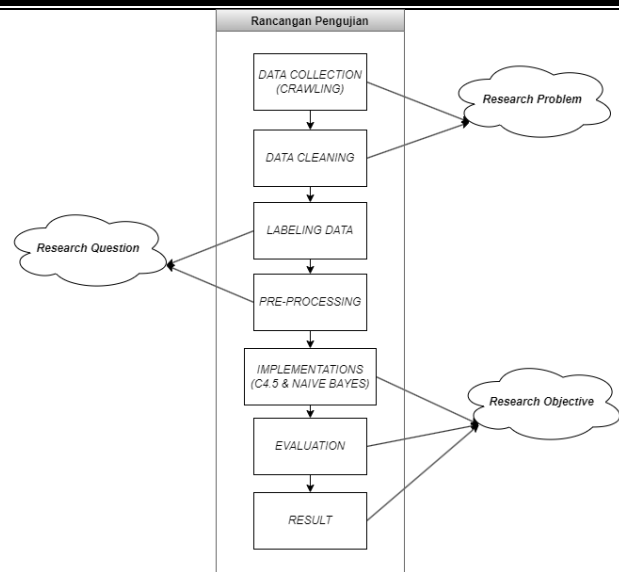 Rancangan Pengujian
DATA COLLECTION
(CRAWLING)
Research Problem
DATA CLEANING
LABELING DATA
Research Question
PRE-PROCESSING
IMPLEMENTATIONS
(C4.5 & NAIVE BAYES)
Research Objective
EVALUATION
RESULT